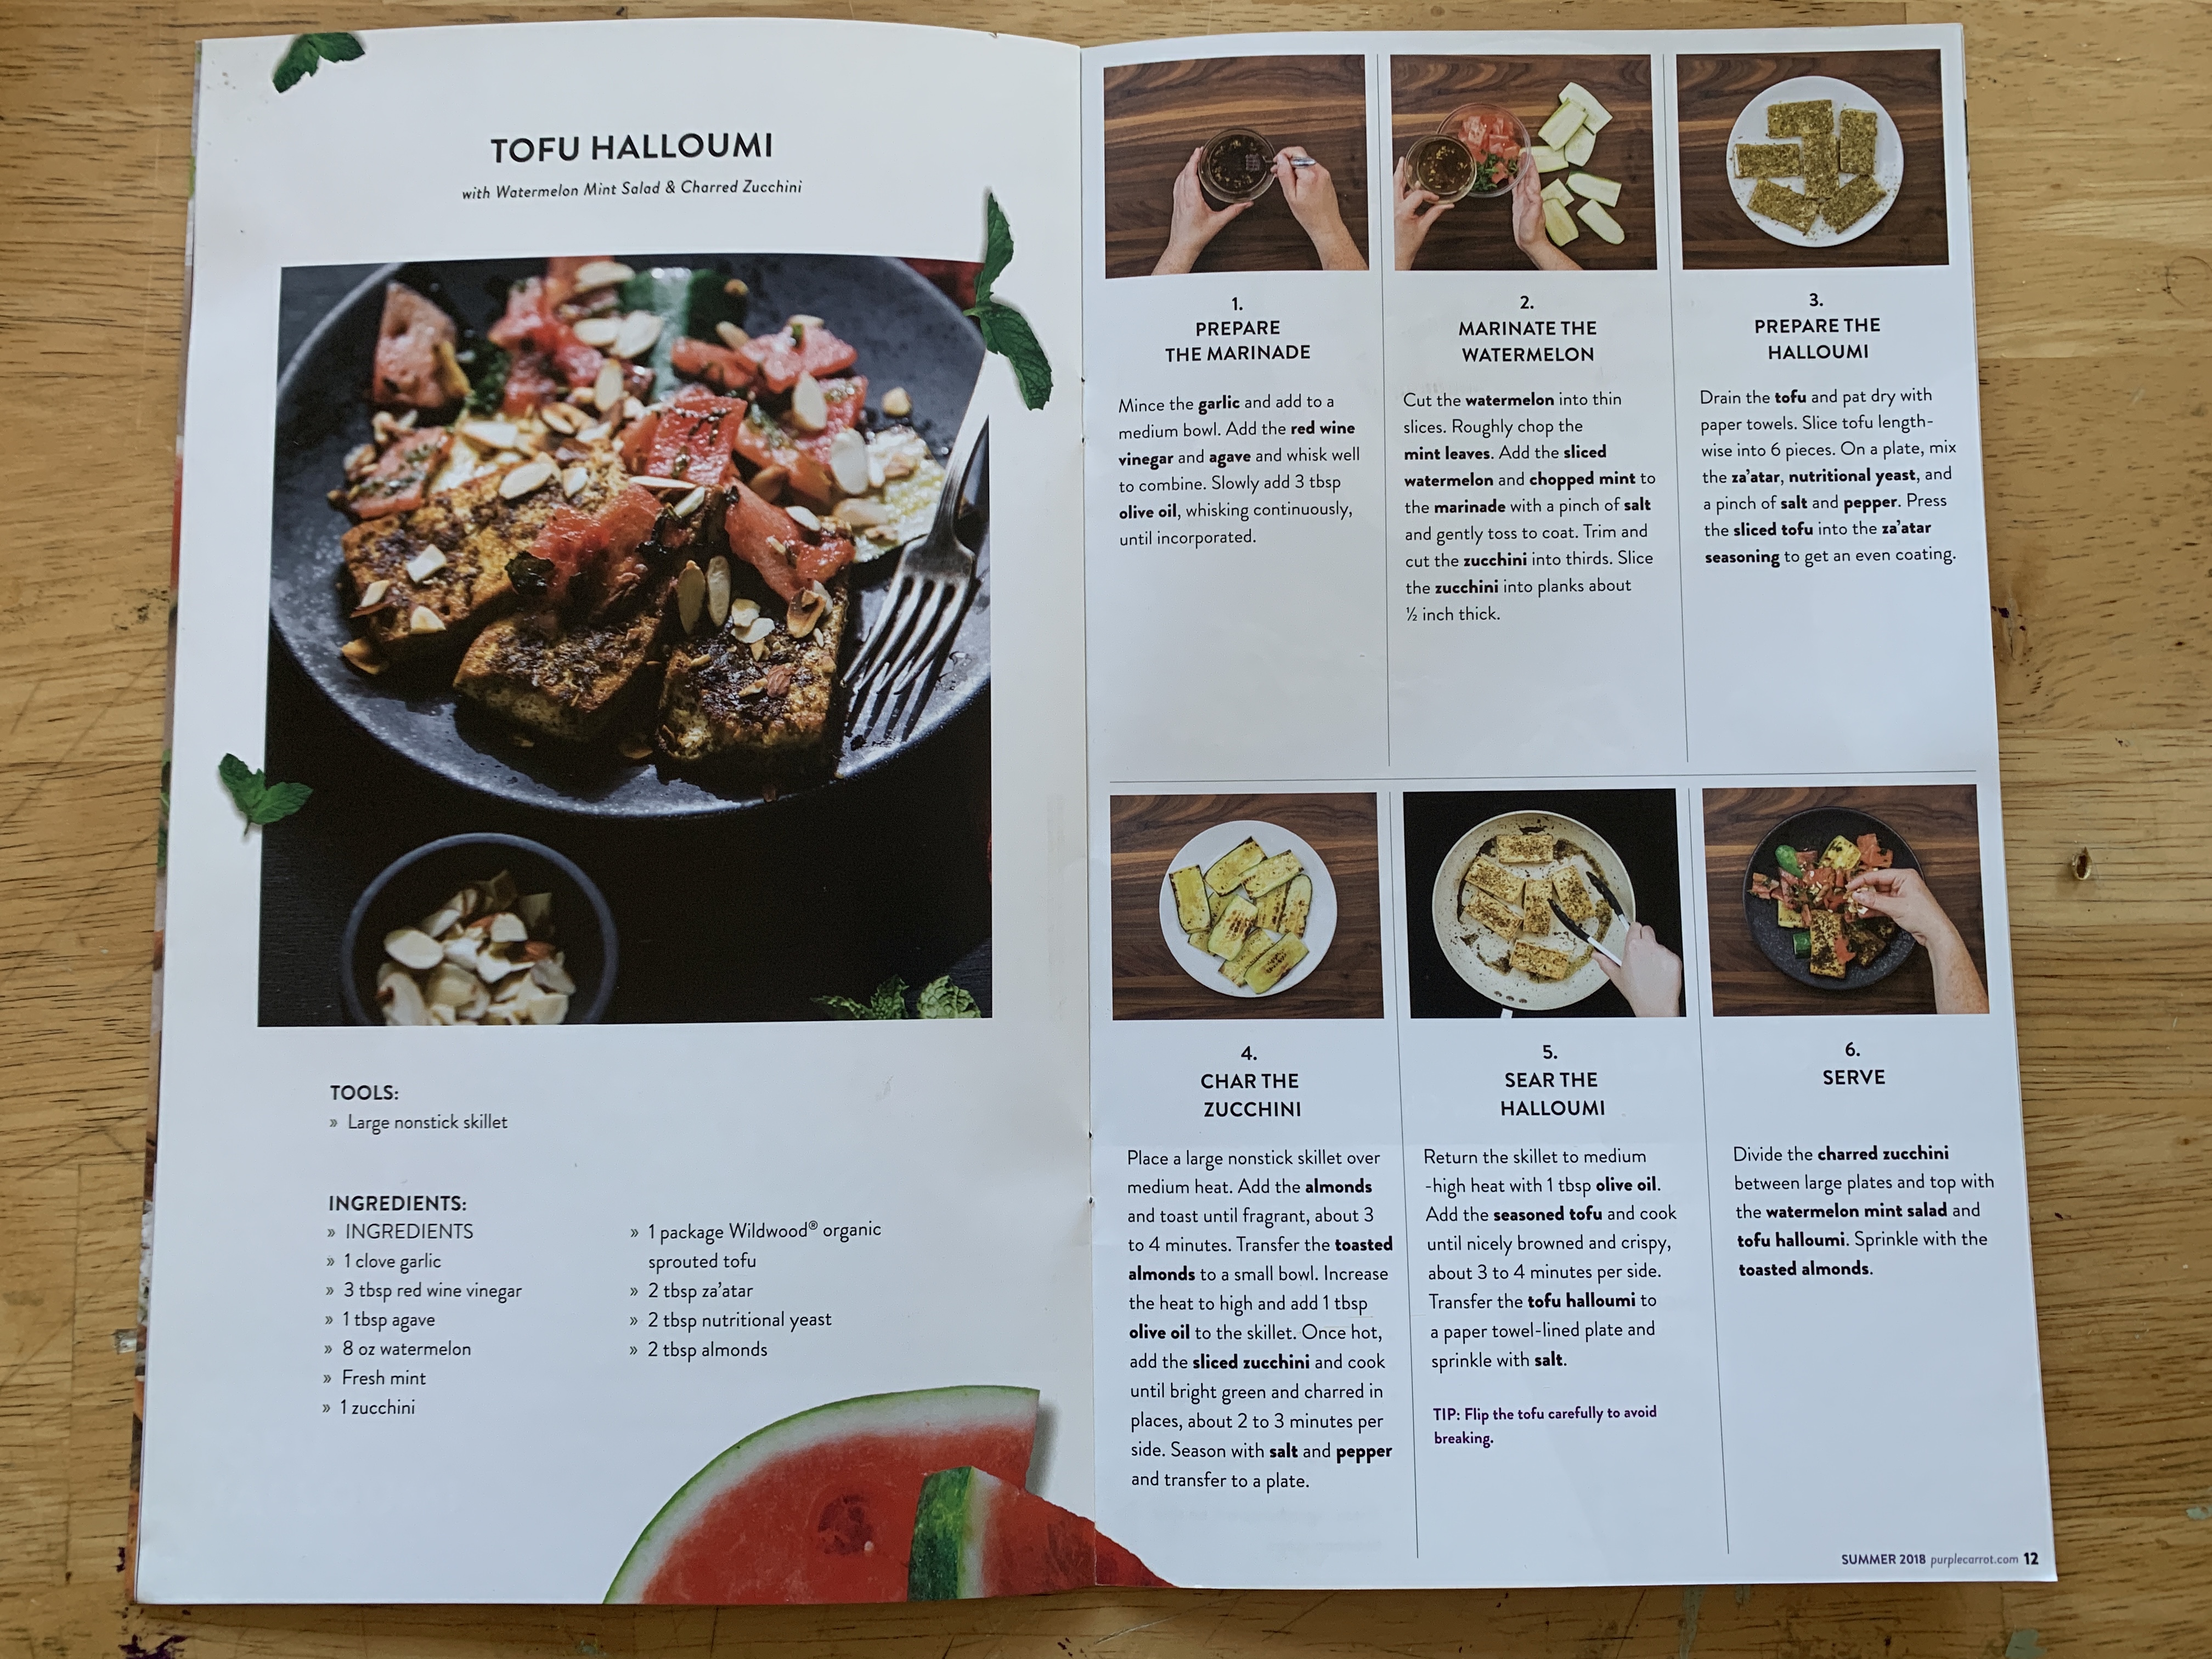 TOFU HALLOUMI
with Watermelon Mint Salad & Charred Zucchini
TOOLS:
» Large nonstick skillet
INGREDIENTS:
» INGREDIENTS
» 1 clove garlic
» 3 tbsp red wine vinegar
» 1 tbsp agave
» 8 oz watermelon
» Fresh mint
» 1 zucchini
» 1 package Wildwood® organic
sprouted tofu
» 2 tbsp za'atar
» 2 tbsp nutritional yeast
» 2 tbsp almonds
1.
PREPARE
THE MARINADE
Mince the garlic and add to a
medium bowl. Add the red wine
vinegar and agave and whisk well
to combine. Slowly add 3 tbsp
olive oil, whisking continuously,
until incorporated.
2.
MARINATE THE
WATERMELON
Cut the watermelon into thin
slices. Roughly chop the
mint leaves. Add the sliced
watermelon and chopped mint to
the marinade with a pinch of salt
and gently toss to coat. Trim and
cut the zucchini into thirds. Slice
the zucchini into planks about
½ inch thick.
3.
PREPARE THE
HALLOUMI
Drain the tofu and pat dry with
paper towels. Slice tofu length-
wise into 6 pieces. On a plate, mix
the za'atar, nutritional yeast, and
a pinch of salt and pepper. Press
the sliced tofu into the za'atar
seasoning to get an even coating.
4.
CHAR THE
ZUCCHINI
Place a large nonstick skillet over
medium heat. Add the almonds
and toast until fragrant, about 3
to 4 minutes. Transfer the toasted
almonds to a small bowl. Increase
the heat to high and add 1 tbsp
olive oil to the skillet. Once hot,
add the sliced zucchini and cook
until bright green and charred in
places, about 2 to 3 minutes per
side. Season with salt and pepper
and transfer to a plate.
5.
SEAR THE
HALLOUMI
Return the skillet to medium
-high heat with 1 tbsp olive oil.
Add the seasoned tofu and cook
until nicely browned and crispy,
about 3 to 4 minutes per side.
Transfer the tofu halloumi to
a paper towel-lined plate and
sprinkle with salt.
TIP: Flip the tofu carefully to avoid
breaking.
6.
SERVE
Divide the charred zucchini
between large plates and top with
the watermelon mint salad and
tofu halloumi. Sprinkle with the
toasted almonds.
SUMMER 2018 purplecarrot.com 12